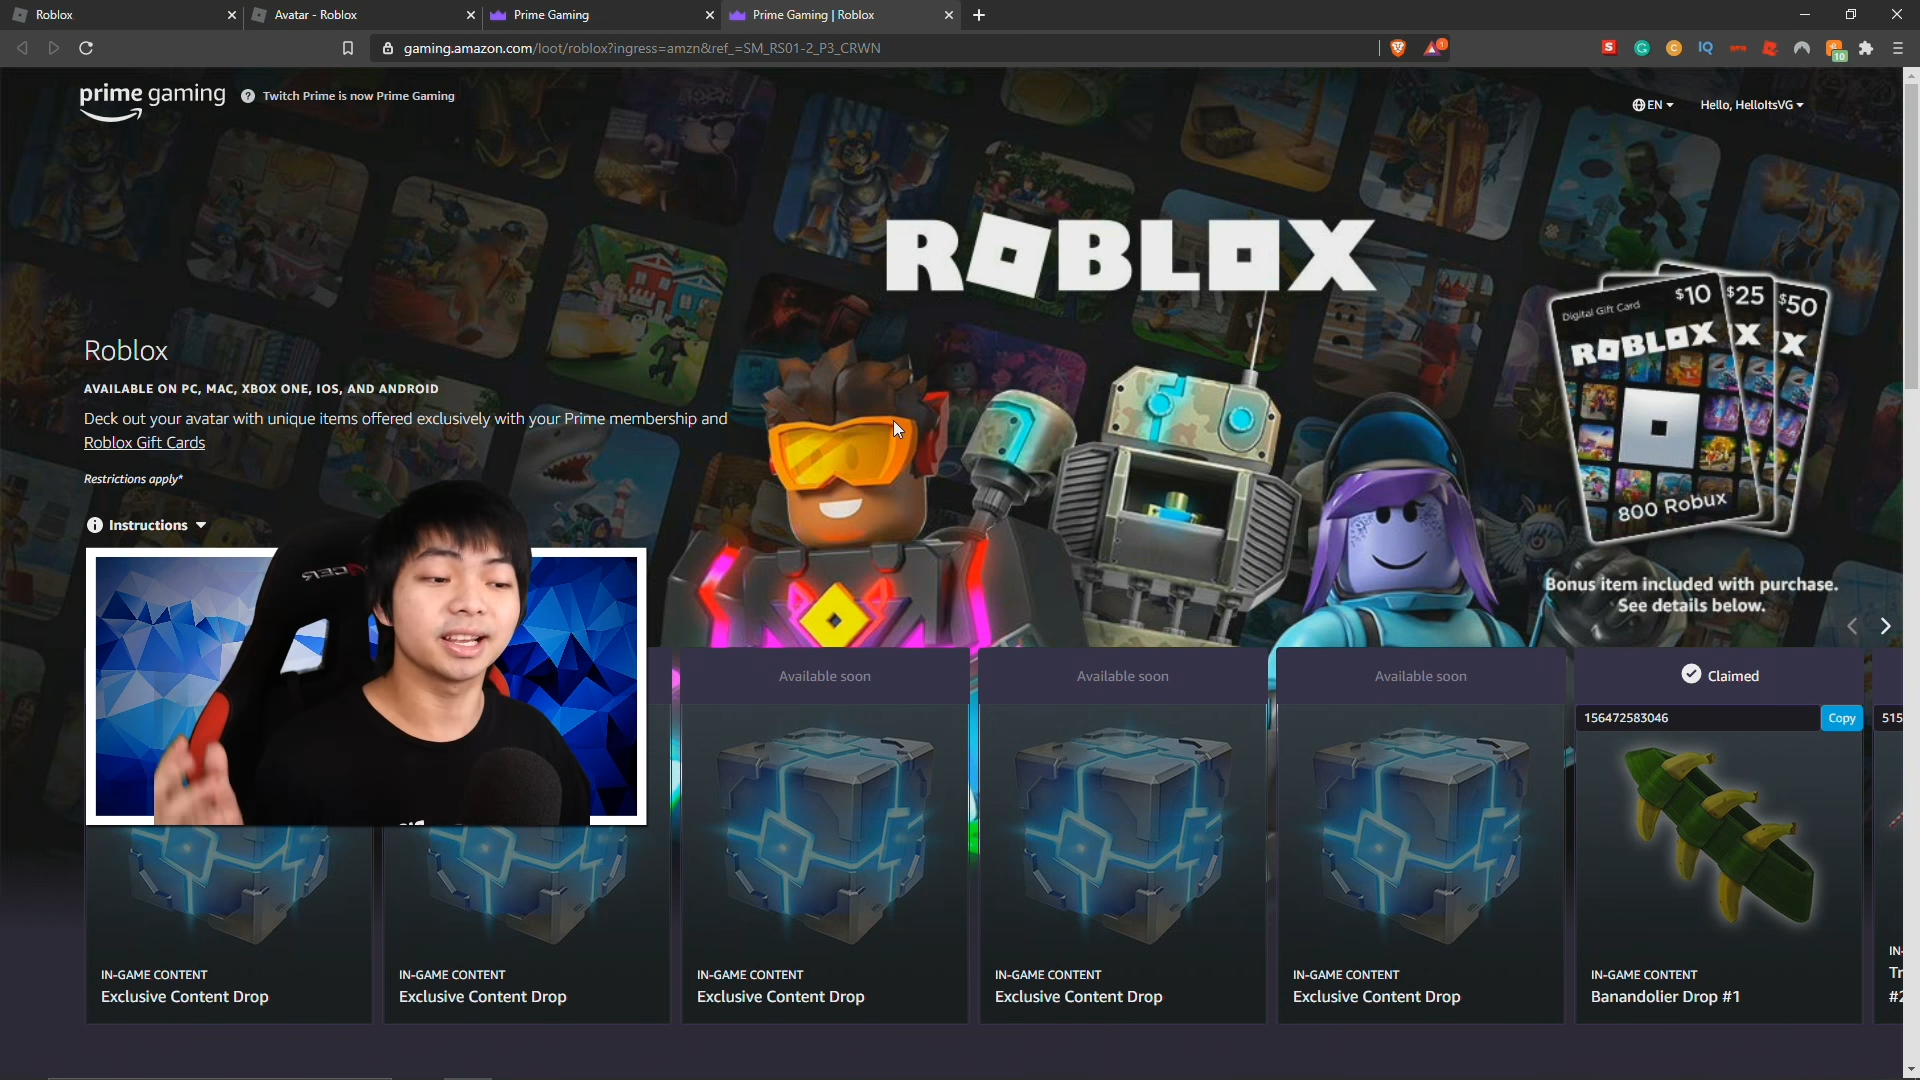 Roblox
Avatar - Roblox
Prime Gaming
Prime Gaming | Roblox
gaming.amazon.com/loot/roblox?ingress=amzn&ref_=SM_RS01-2_P3_CRWN
prime gaming
Twitch Prime is now Prime Gaming
EN
Hello, HelloItsVG
ROBLOX
Digital Gift Card $10 $25 $50
ROBLOX X X
800 Robux
Roblox
AVAILABLE ON PC, MAC, XBOX ONE, IOS, AND ANDROID
Deck out your avatar with unique items offered exclusively with your Prime membership and
Roblox Gift Cards
Restrictions apply*
Instructions
Bonus item included with purchase.
See details below.
Available soon
Available soon
Available soon
Claimed
156472583046
Copy
515
IN-GAME CONTENT
Exclusive Content Drop
IN-GAME CONTENT
Exclusive Content Drop
IN-GAME CONTENT
Exclusive Content Drop
IN-GAME CONTENT
Exclusive Content Drop
IN-GAME CONTENT
Exclusive Content Drop
IN-GAME CONTENT
Banandolier Drop #1
IN-
Tr
#2